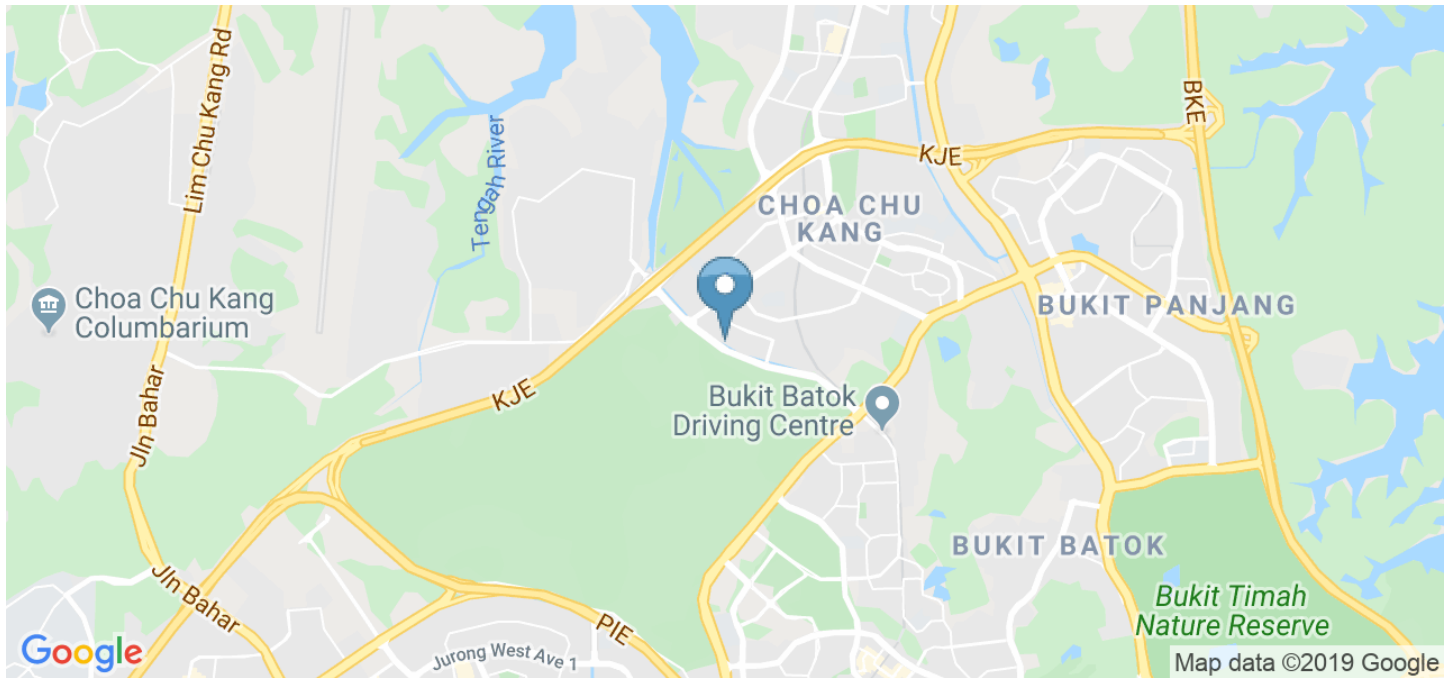 Lim Chu Kang Rd
BKE
Tengah River
KJE
CHOA CHU
KANG
Choa Chu Kang
Columbarium
BUKIT PANJANG
Jln Bahar
KJE
Bukit Batok
Driving Centre
BUKIT BATOK
Jln Bahar
PIE
Bukit Timah
Nature Reserve
Jurong West Ave 1
Google
Map data ©2019 Google